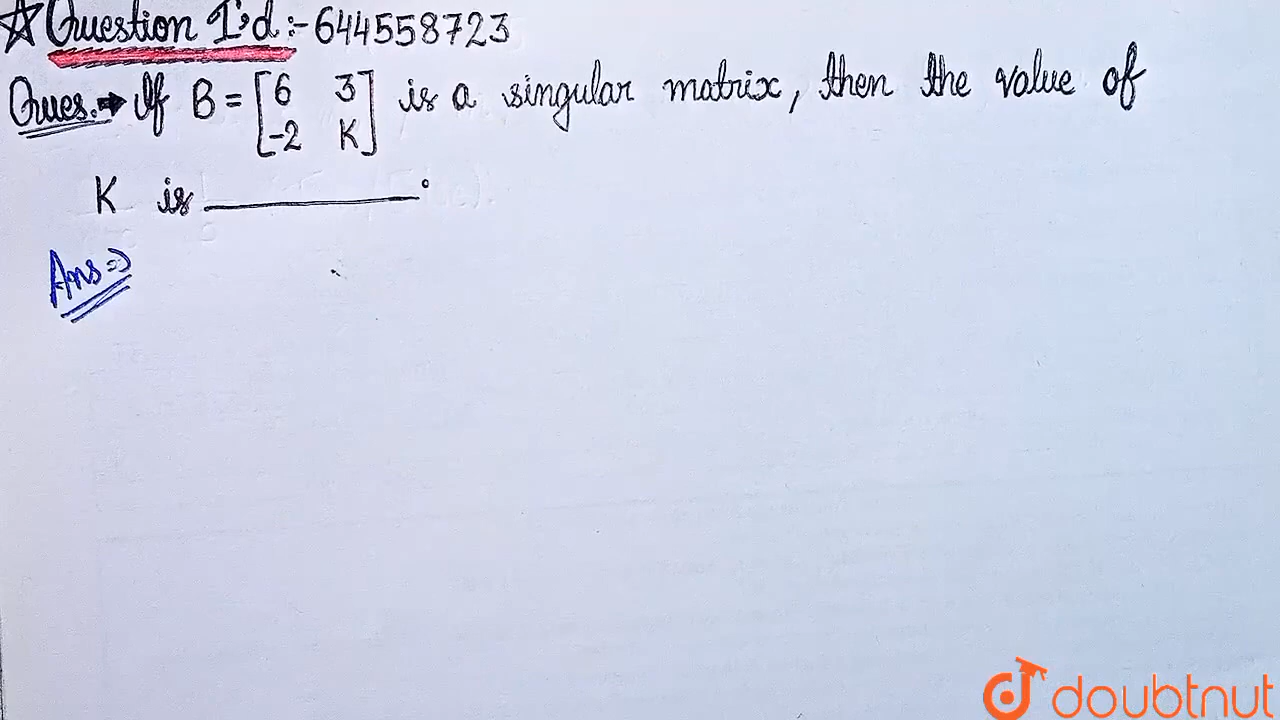 ☆ Question I'd :- 644558723
Ques. → If B = [6 3
-2 K] is a singular matrix, then the value of
K is ________.
Ans ⇒
doubtnut